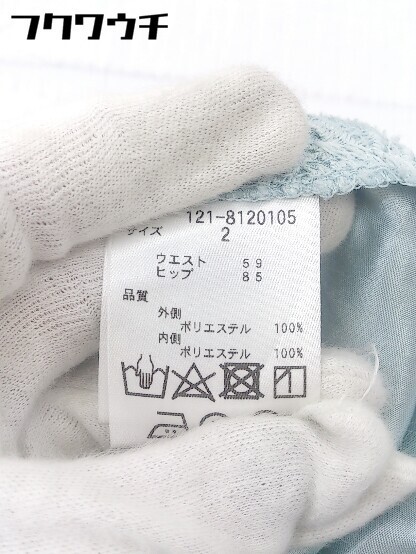 フクワウチ
121-8120105
サイズ 2
ウエスト 59
ヒップ 85
品質
外側
ポリエステル 100%
内側
ポリエステル 100%